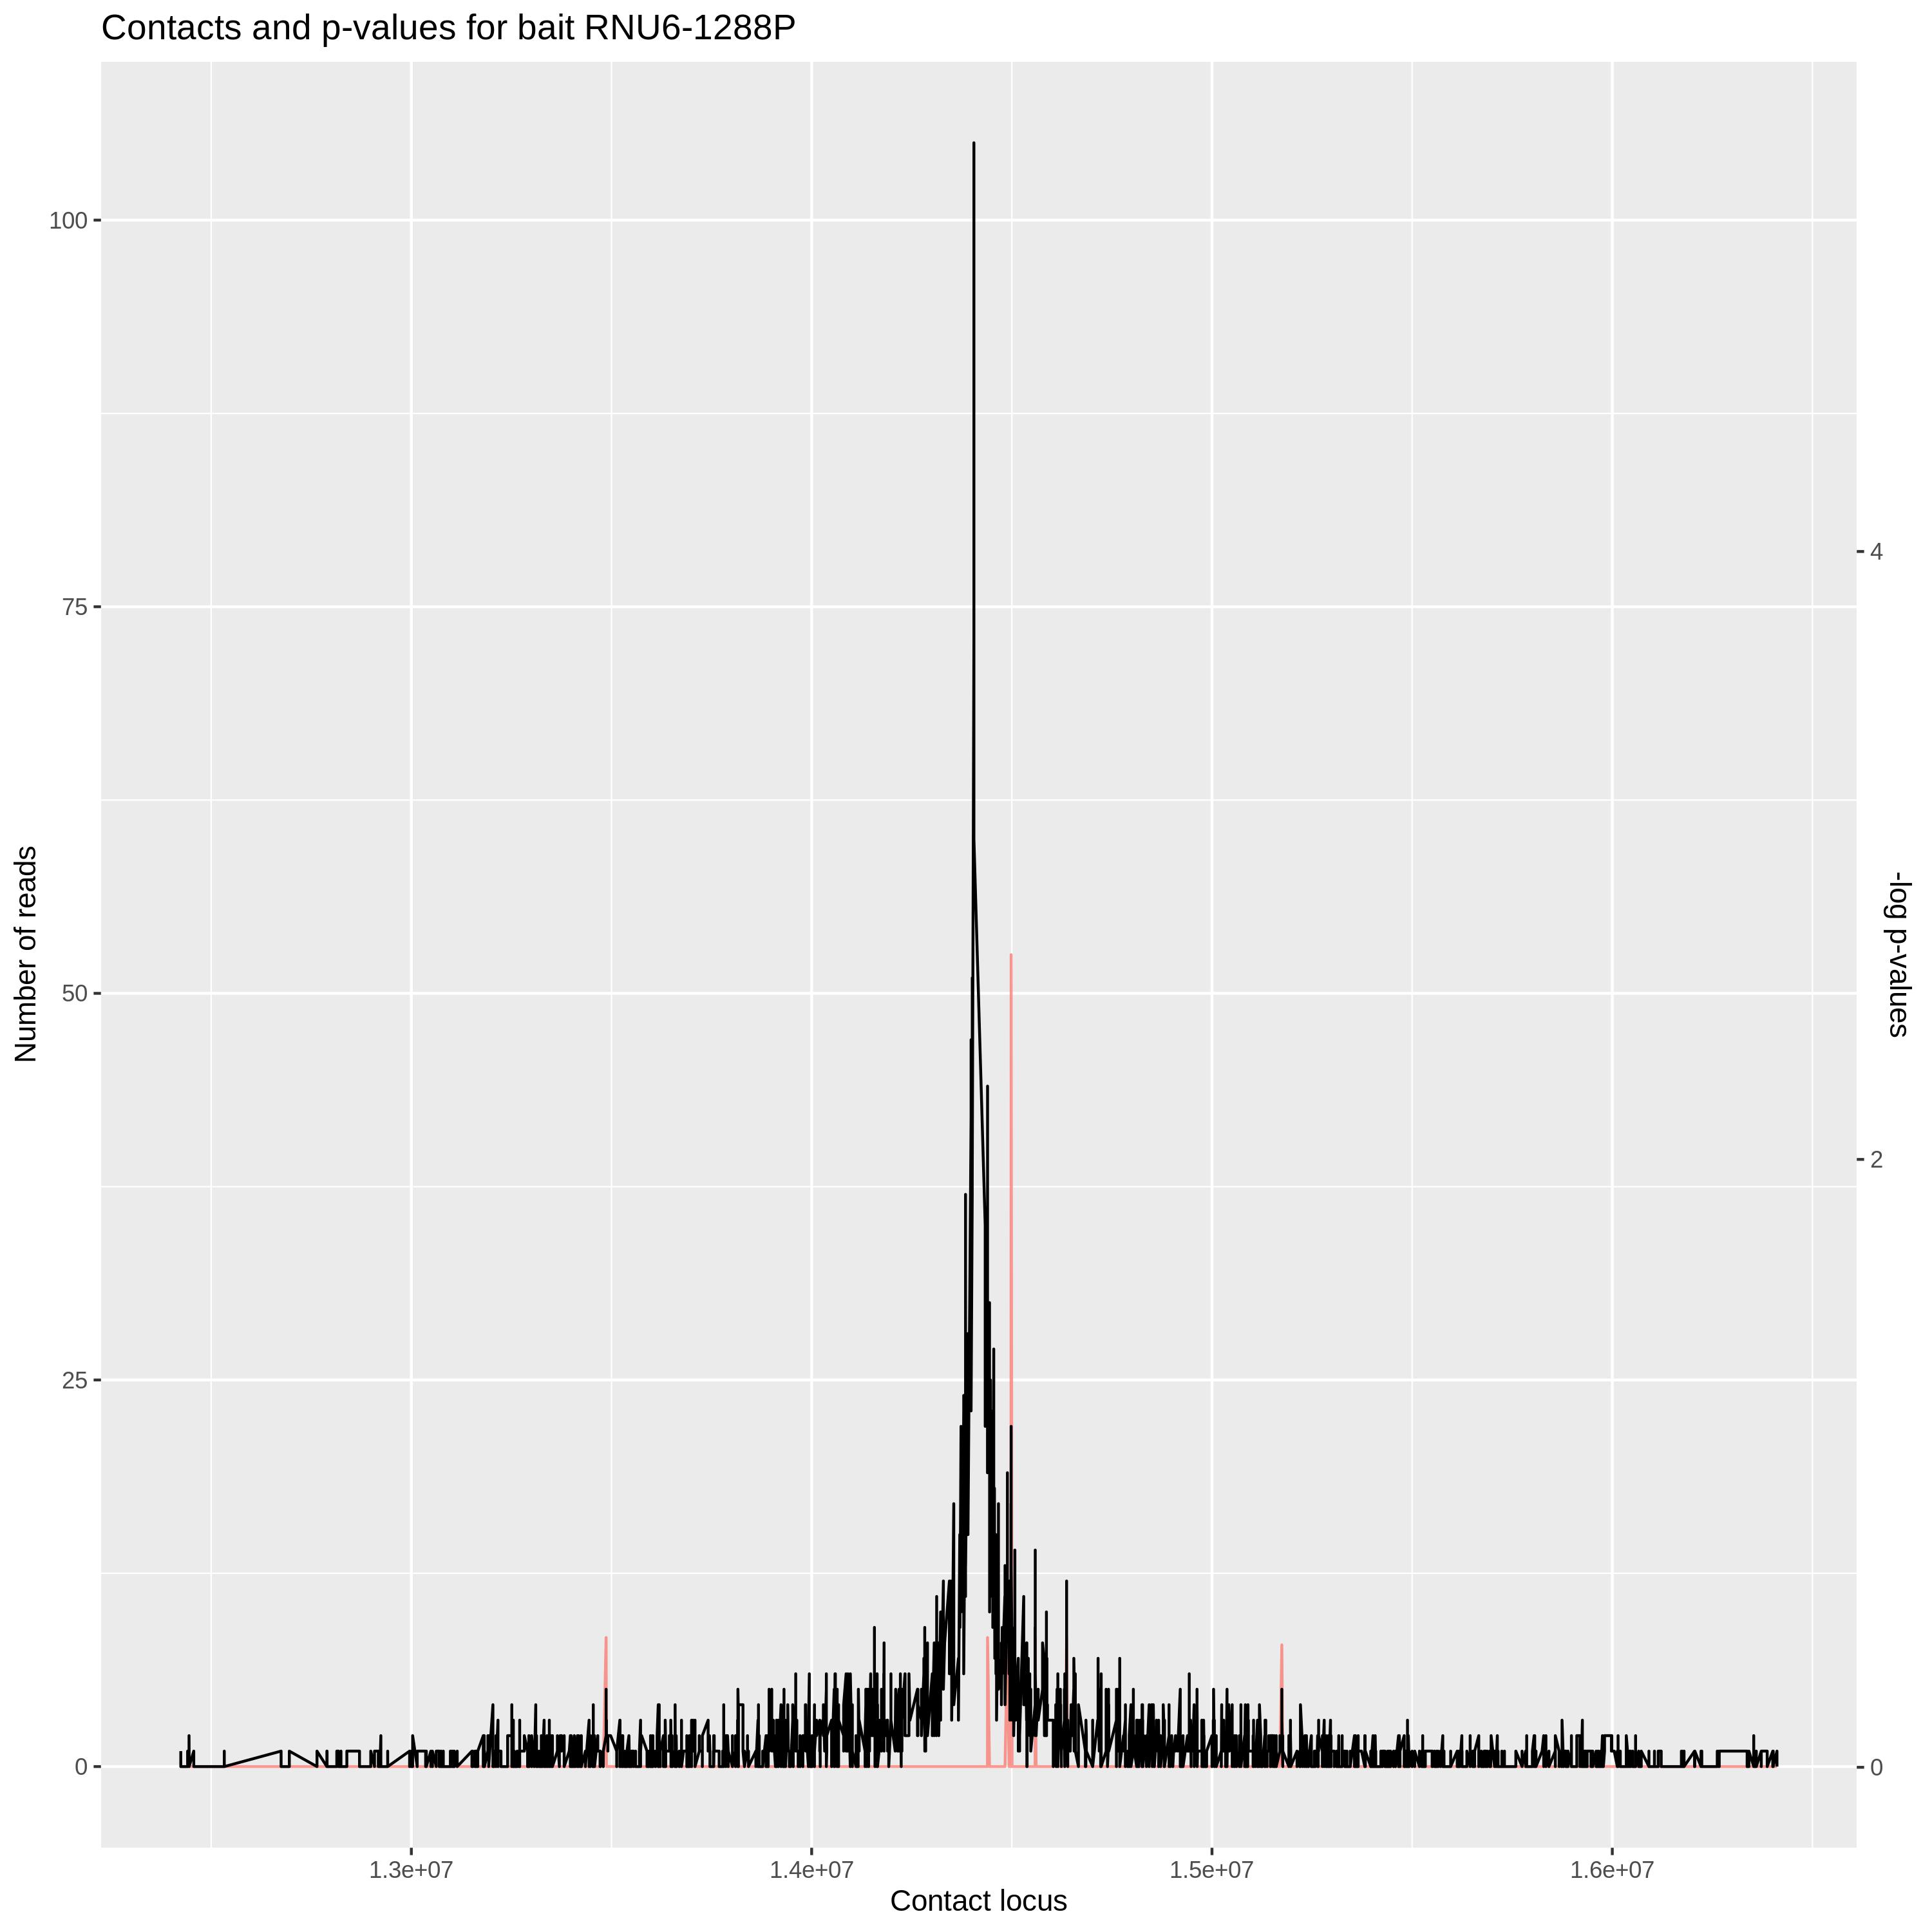 Contacts and p-values for bait RNU6-1288P
100
75
50
25
0
Number of reads
4
2
0
-log p-values
1.3e+07
1.4e+07
1.5e+07
1.6e+07
Contact locus